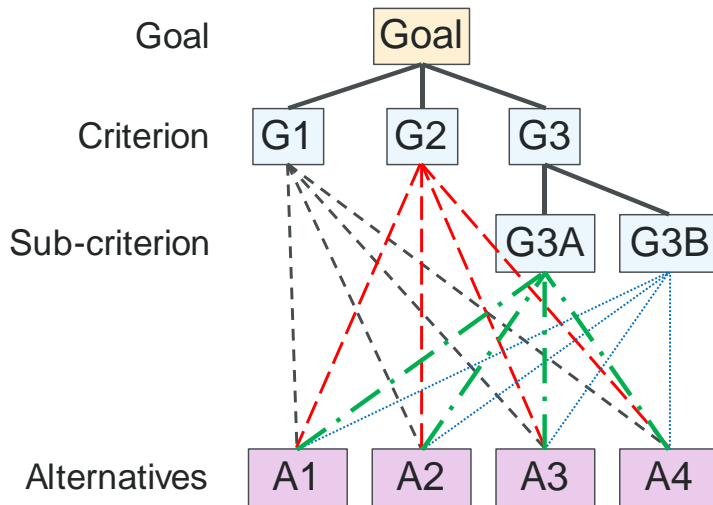 Goal Goal
Criterion G1 G2 G3
Sub-criterion G3A G3B
Alternatives A1 A2 A3 A4